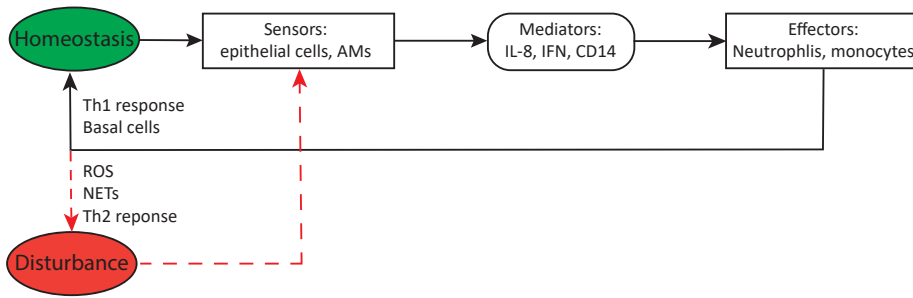 Homeostasis
Sensors:
epithelial cells, AMs
Mediators:
IL-8, IFN, CD14
Effectors:
Neutrophlis, monocytes
Th1 response
Basal cells
ROS
NETs
Th2 reponse
Disturbance